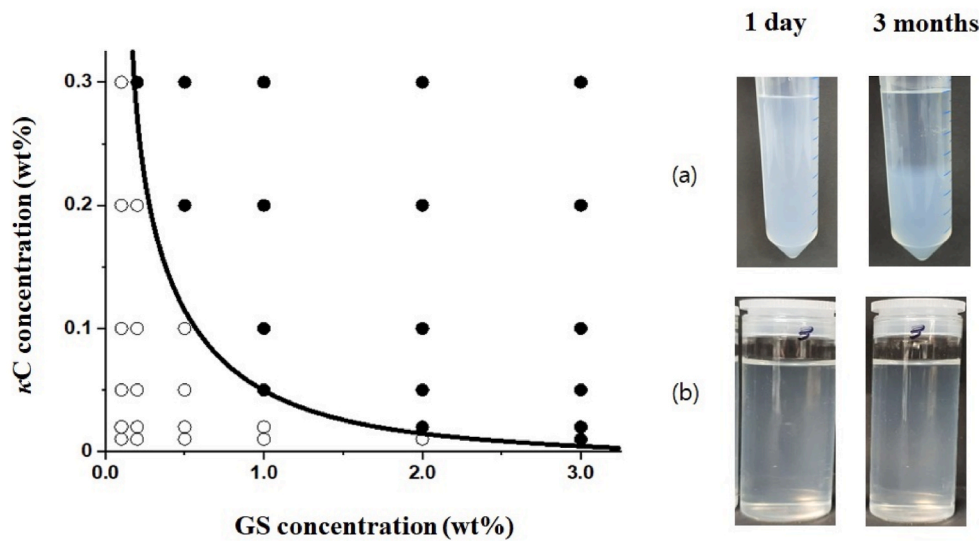 1 day 3 months
0.3
0.2
0.1
0
0.0 1.0 2.0 3.0
κC concentration (wt%)
GS concentration (wt%)
(a)
(b)